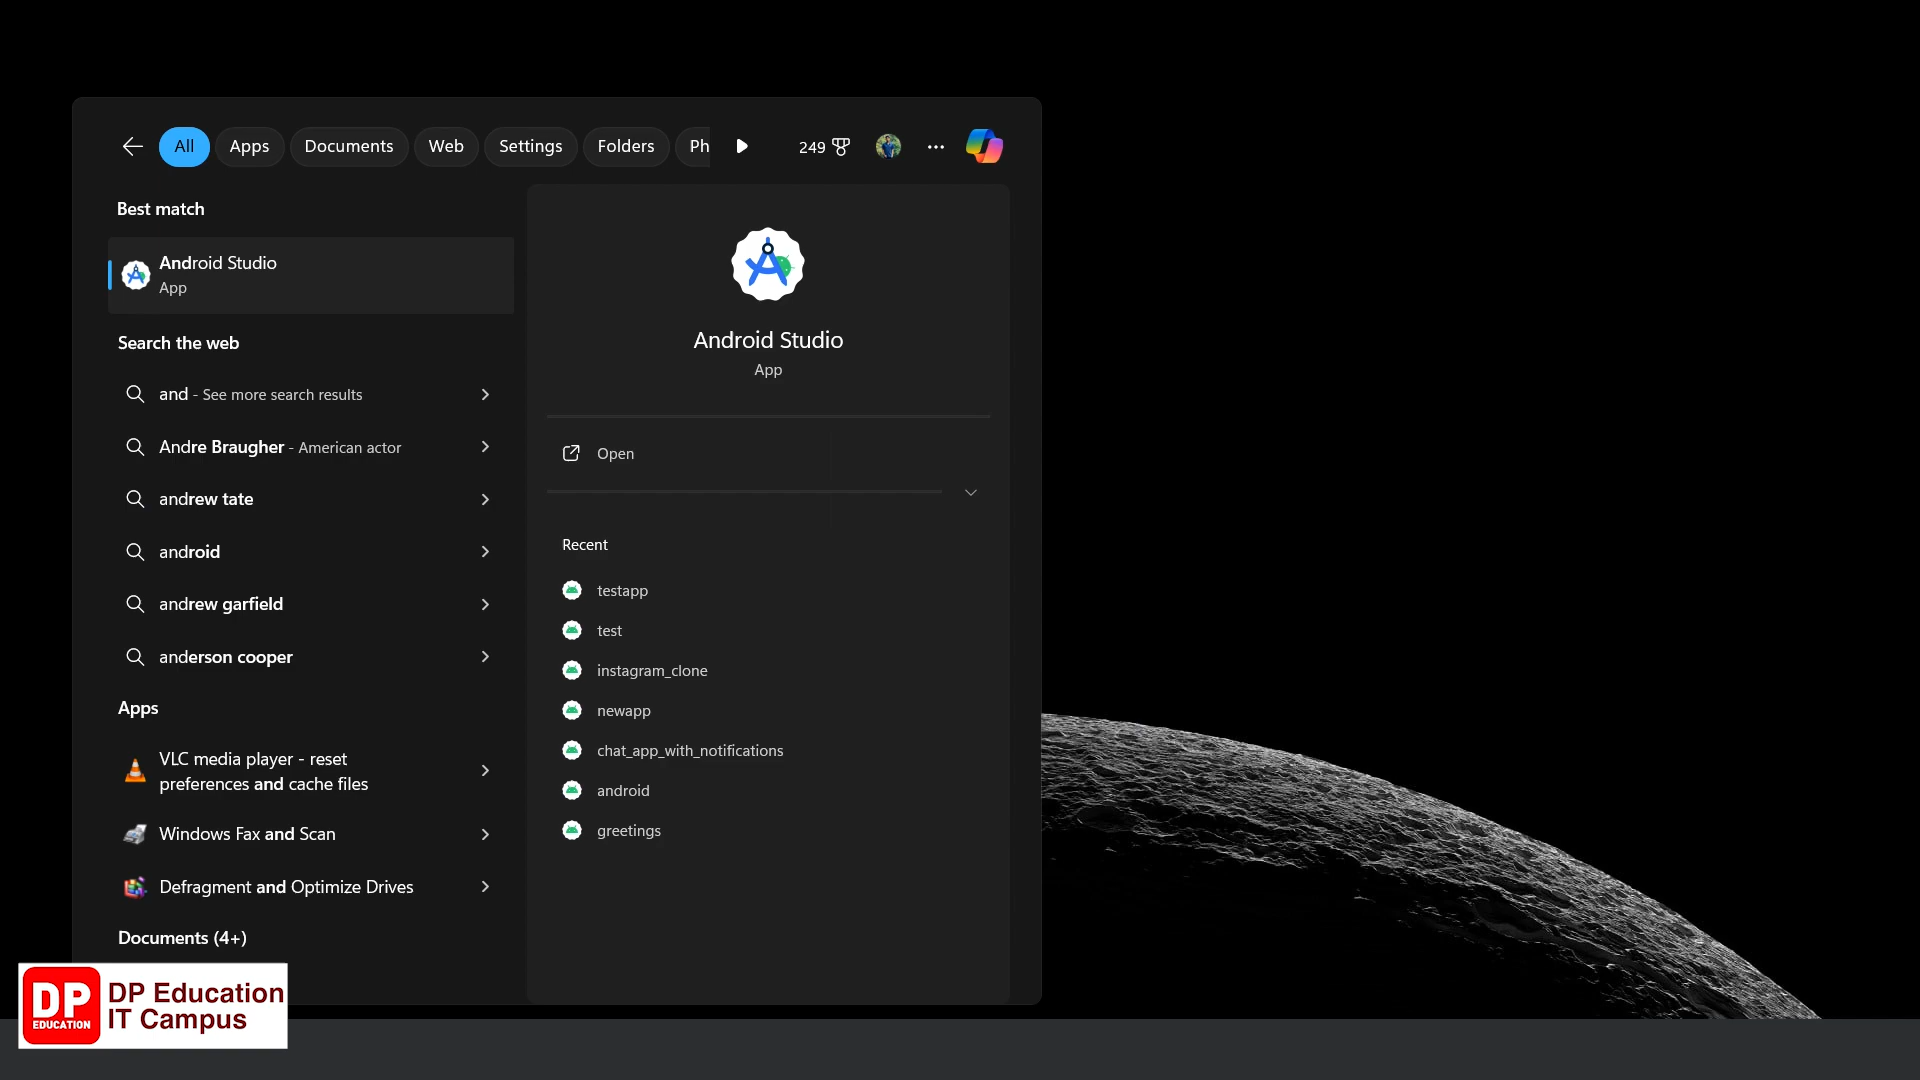 All
Apps
Documents
Web
Settings
Folders
Ph
249
Best match
Android Studio
App
Search the web
and - See more search results
Andre Braugher - American actor
andrew tate
android
andrew garfield
anderson cooper
Apps
VLC media player - reset
preferences and cache files
Windows Fax and Scan
Defragment and Optimize Drives
Documents (4+)
Android Studio
App
Open
Recent
testapp
test
instagram_clone
newapp
chat_app_with_notifications
android
greetings
DP
EDUCATION
DP Education
IT Campus